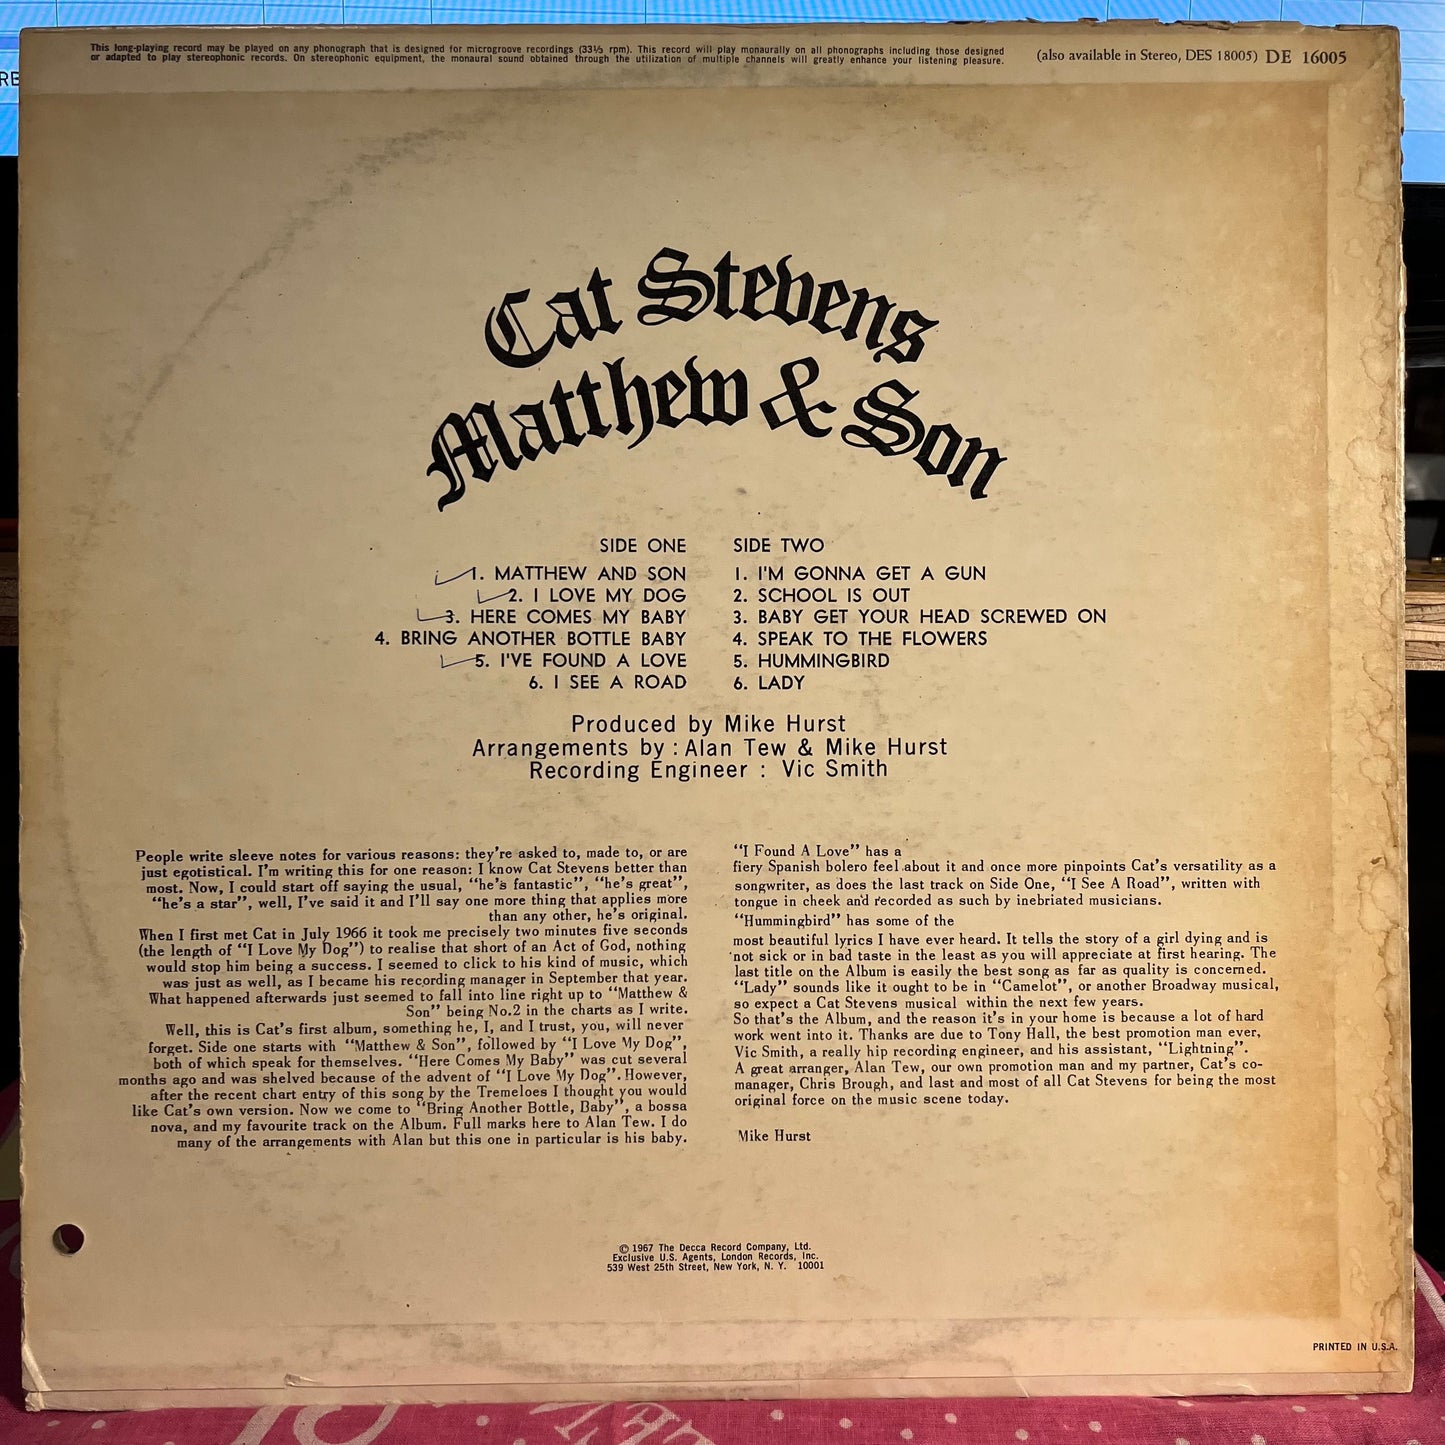 This long-playing record may be played on any phonograph that is designed for microgroove recordings (33⅓ rpm). This record will play monaurally on all phonographs including those designed
or adapted to play stereophonic records. On stereophonic equipment, the monaural sound obtained through the utilization of multiple channels will greatly enhance your listening pleasure.
(also available in Stereo, DES 18005) DE 16005
RE
Cat Stevens
Matthew & Son
SIDE ONE
1. MATTHEW AND SON
2. I LOVE MY DOG
3. HERE COMES MY BABY
4. BRING ANOTHER BOTTLE BABY
5. I'VE FOUND A LOVE
6. I SEE A ROAD
SIDE TWO
1. I'M GONNA GET A GUN
2. SCHOOL IS OUT
3. BABY GET YOUR HEAD SCREWED ON
4. SPEAK TO THE FLOWERS
5. HUMMINGBIRD
6. LADY
Produced by Mike Hurst
Arrangements by : Alan Tew & Mike Hurst
Recording Engineer : Vic Smith
People write sleeve notes for various reasons: they're asked to, made to, or are
just egotistical. I'm writing this for one reason: I know Cat Stevens better than
most. Now, I could start off saying the usual, "he's fantastic", "he's great",
"he's a star", well, I've said it and I'll say one more thing that applies more
than any other, he's original.
When I first met Cat in July 1966 it took me precisely two minutes five seconds
(the length of "I Love My Dog") to realise that short of an Act of God, nothing
would stop him being a success. I seemed to click to his kind of music, which
was just as well, as I became his recording manager in September that year.
What happened afterwards just seemed to fall into line right up to "Matthew &
Son" being No.2 in the charts as I write.
Well, this is Cat's first album, something he, I, and I trust, you, will never
forget. Side one starts with "Matthew & Son", followed by "I Love My Dog",
both of which speak for themselves. "Here Comes My Baby" was cut several
months ago and was shelved because of the advent of "I Love My Dog". However,
after the recent chart entry of this song by the Tremeloes I thought you would
like Cat's own version. Now we come to "Bring Another Bottle, Baby", a bossa
nova, and my favourite track on the Album. Full marks here to Alan Tew. I do
many of the arrangements with Alan but this one in particular is his baby.
"I Found A Love" has a
fiery Spanish bolero feel about it and once more pinpoints Cat's versatility as a
songwriter, as does the last track on Side One, "I See A Road", written with
tongue in cheek and recorded as such by inebriated musicians.
"Hummingbird" has some of the
most beautiful lyrics I have ever heard. It tells the story of a girl dying and is
not sick or in bad taste in the least as you will appreciate at first hearing. The
last title on the Album is easily the best song as far as quality is concerned.
"Lady" sounds like it ought to be in "Camelot", or another Broadway musical,
so expect a Cat Stevens musical within the next few years.
So that's the Album, and the reason it's in your home is because a lot of hard
work went into it. Thanks are due to Tony Hall, the best promotion man ever,
Vic Smith, a really hip recording engineer, and his assistant, "Lightning".
A great arranger, Alan Tew, our own promotion man and my partner, Cat's co-
manager, Chris Brough, and last and most of all Cat Stevens for being the most
original force on the music scene today.
Mike Hurst
© 1967 The Decca Record Company, Ltd.
Exclusive U.S. Agents, London Records, Inc.
539 West 25th Street, New York, N. Y. 10001
PRINTED IN U.S.A.